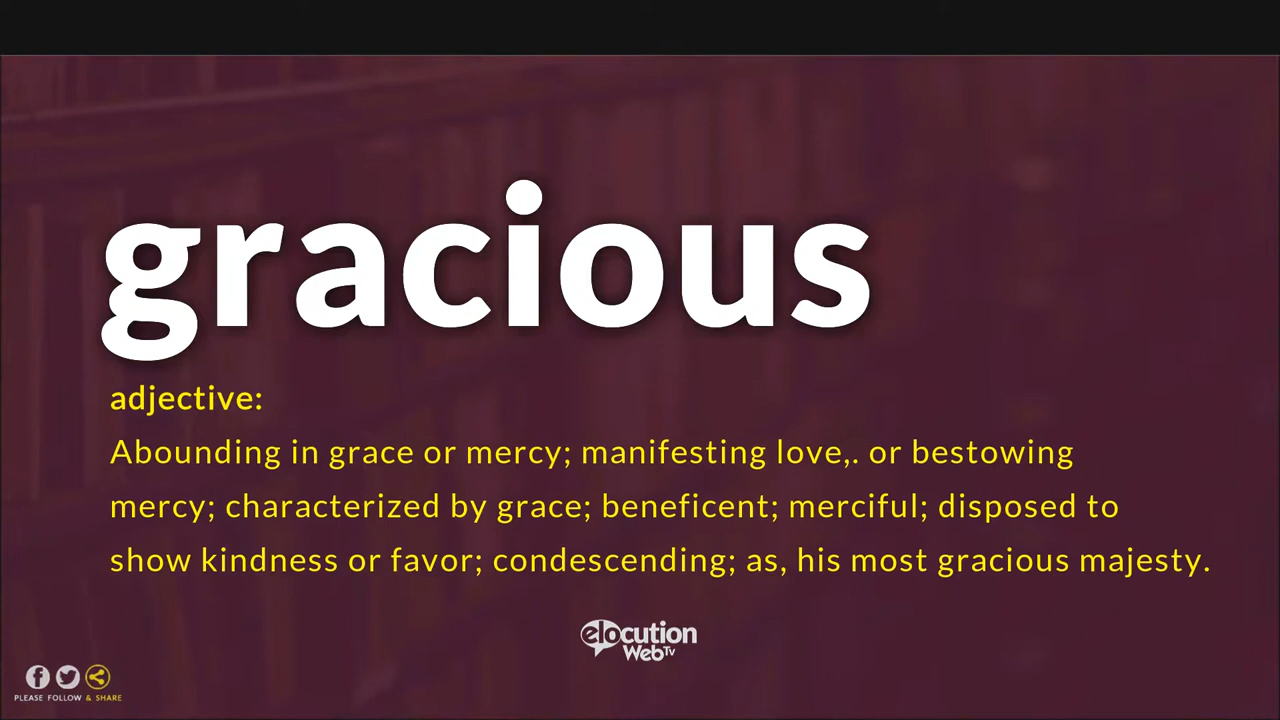 gracious
adjective:
Abounding in grace or mercy; manifesting love,. or bestowing
mercy; characterized by grace; beneficent; merciful; disposed to
show kindness or favor; condescending; as, his most gracious majesty.
elocution
WebTv
PLEASE FOLLOW & SHARE